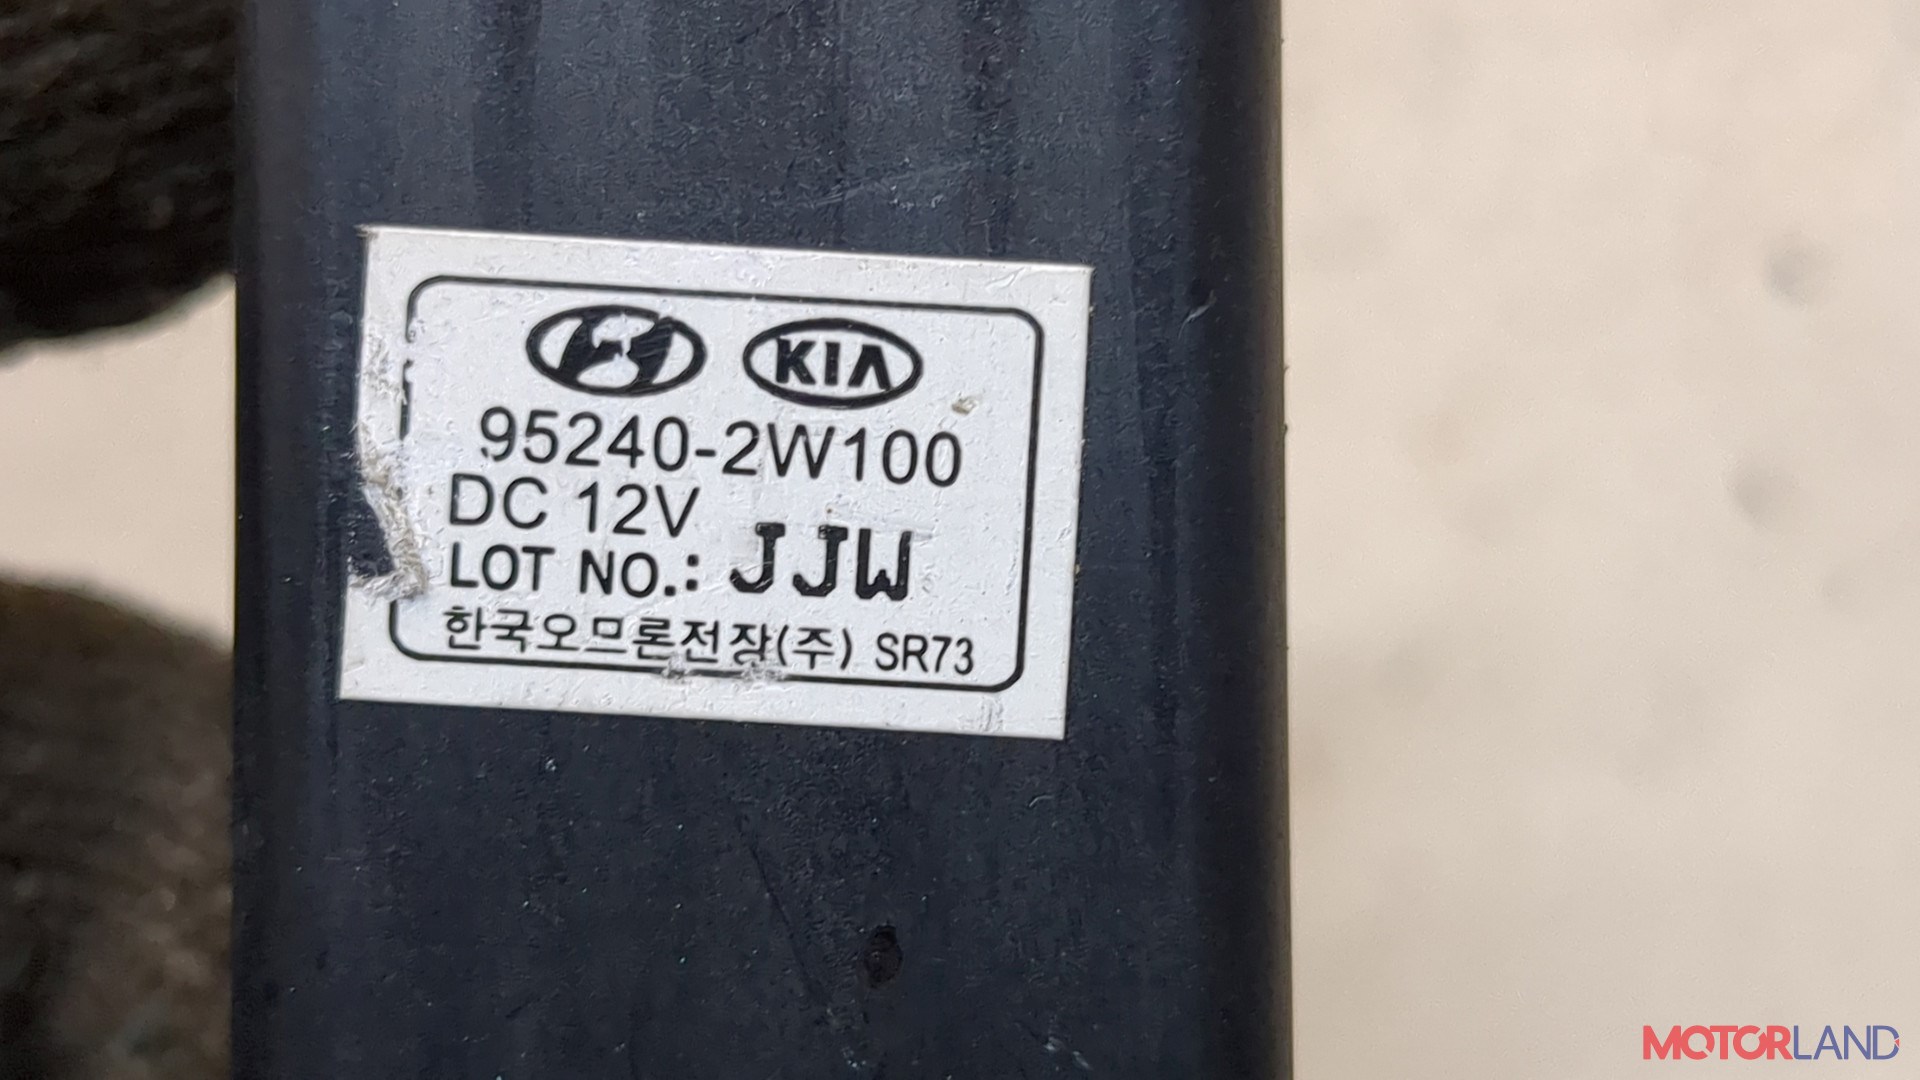 KIA
95240-2W100
DC 12V
LOT NO.: JJW
한국오므론전장(주) SR73
MOTORLAND